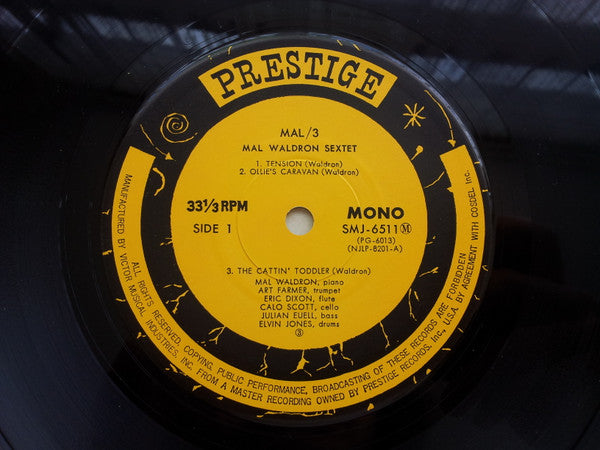 PRESTIGE
MAL/3
MAL WALDRON SEXTET
1. TENSION (Waldron)
2. OLLIE'S CARAVAN (Waldron)
33⅓ RPM
SIDE 1
MONO
SMJ-6511 Ⓜ
(PG-6013)
(NJLP-8201-A)
3. THE CATTIN' TODDLER (Waldron)
MAL WALDRON, piano
ART FARMER, trumpet
ERIC DIXON, flute
CALO SCOTT, cello
JULIAN EUELL, bass
ELVIN JONES, drums
③
MANUFACTURED BY VICTOR MUSICAL INDUSTRIES, INC. FROM A MASTER RECORDING OWNED BY PRESTIGE RECORDS, Inc., U.S.A. BY AGREEMENT WITH COSDEL Inc.
ALL RIGHTS RESERVED. COPYING, PUBLIC PERFORMANCE, BROADCASTING OF THESE RECORDS ARE FORBIDDEN